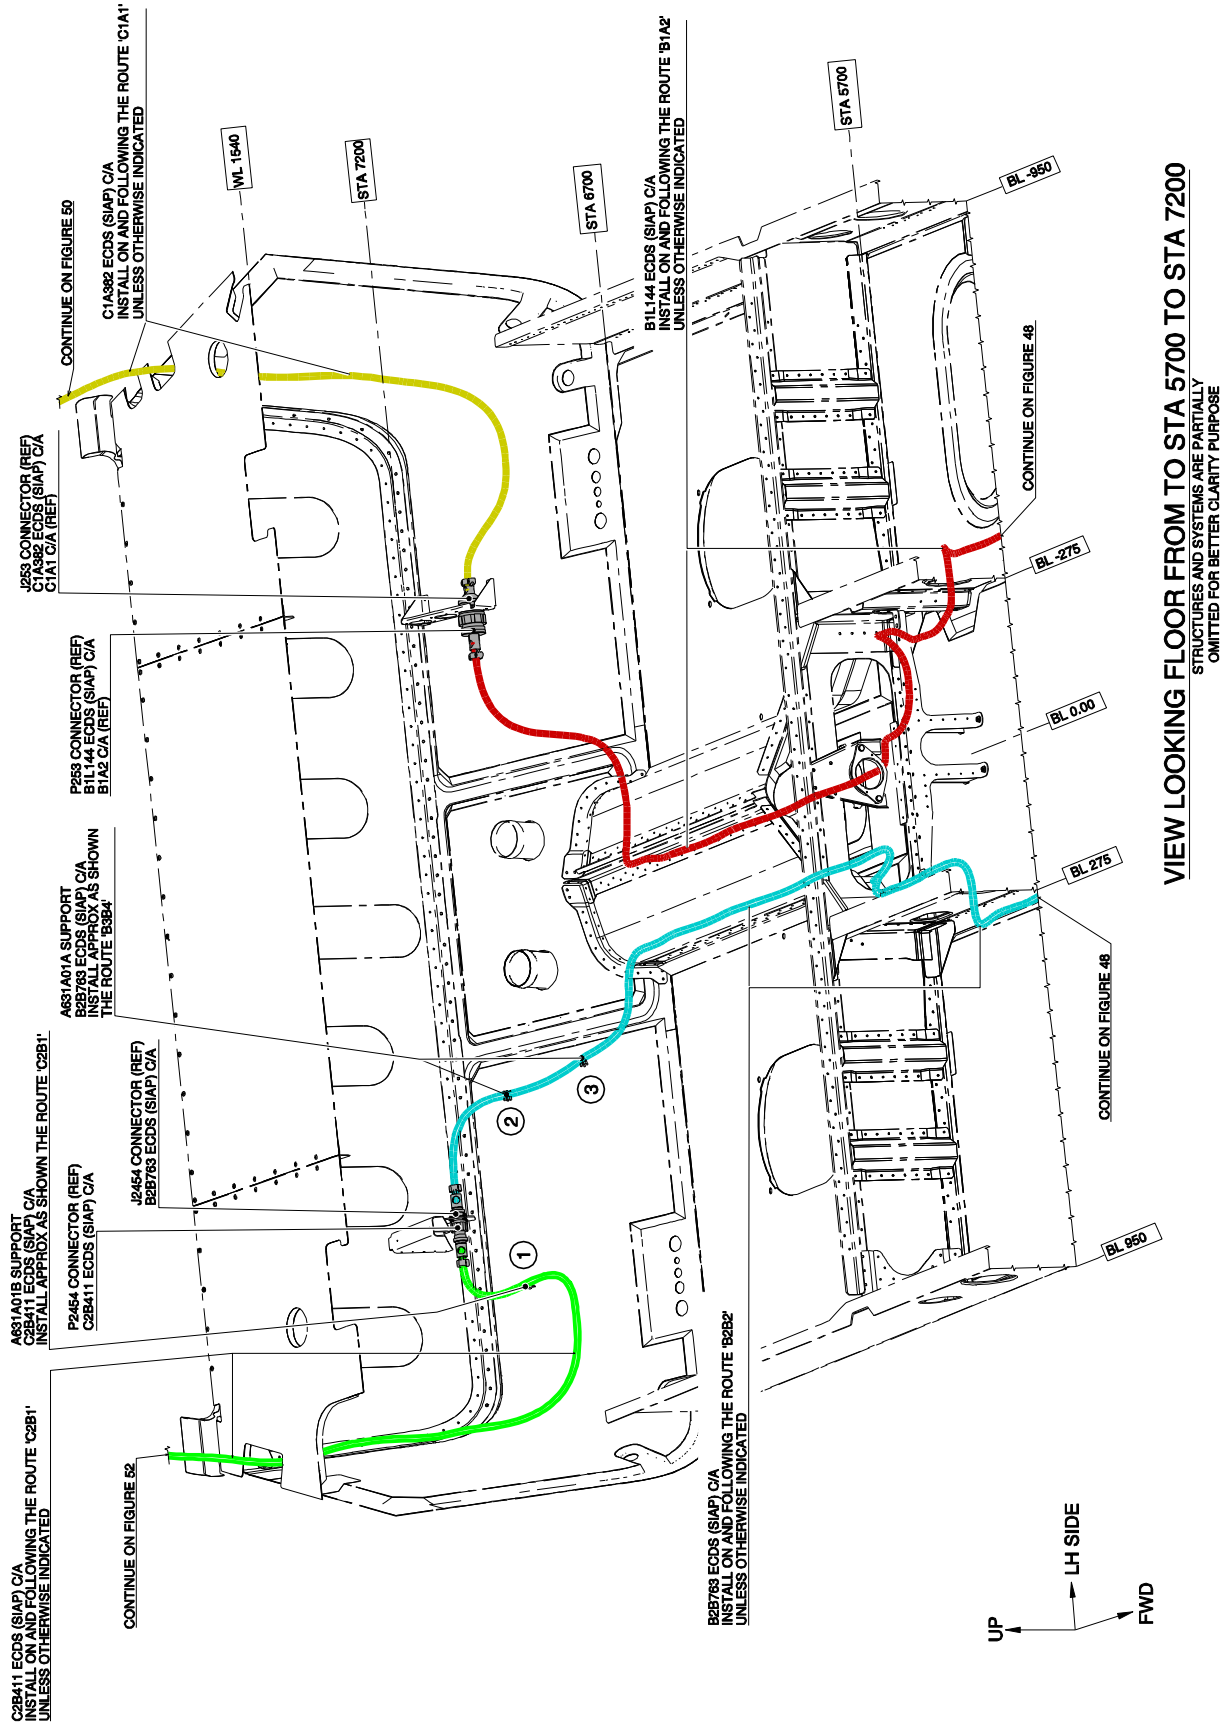 C2B411 ECDS (SIAP) C/A
INSTALL ON AND FOLLOWING THE ROUTE 'C2B1'
UNLESS OTHERWISE INDICATED
CONTINUE ON FIGURE 52
A631A01B SUPPORT
C2B411 ECDS (SIAP) C/A
INSTALL APPROX AS SHOWN THE ROUTE 'C2B1'
P2454 CONNECTOR (REF)
C2B411 ECDS (SIAP) C/A
J2454 CONNECTOR (REF)
B2B763 ECDS (SIAP) C/A
A631A01A SUPPORT
B2B763 ECDS (SIAP) C/A
INSTALL APPROX AS SHOWN
THE ROUTE 'B3B4'
P253 CONNECTOR (REF)
B1L144 ECDS (SIAP) C/A
B1A2 C/A (REF)
J253 CONNECTOR (REF)
C1A382 ECDS (SIAP) C/A
C1A1 C/A (REF)
CONTINUE ON FIGURE 50
C1A382 ECDS (SIAP) C/A
INSTALL ON AND FOLLOWING THE ROUTE 'C1A1'
UNLESS OTHERWISE INDICATED
WL 1540
STA 7200
STA 6700
B1L144 ECDS (SIAP) C/A
INSTALL ON AND FOLLOWING THE ROUTE 'B1A2'
UNLESS OTHERWISE INDICATED
STA 5700
1
2
3
B2B763 ECDS (SIAP) C/A
INSTALL ON AND FOLLOWING THE ROUTE 'B2B2'
UNLESS OTHERWISE INDICATED
BL 950
CONTINUE ON FIGURE 48
BL 275
BL 0.00
BL -275
CONTINUE ON FIGURE 48
BL -950
UP
LH SIDE
FWD
VIEW LOOKING FLOOR FROM TO STA 5700 TO STA 7200
STRUCTURES AND SYSTEMS ARE PARTIALLY
OMITTED FOR BETTER CLARITY PURPOSE